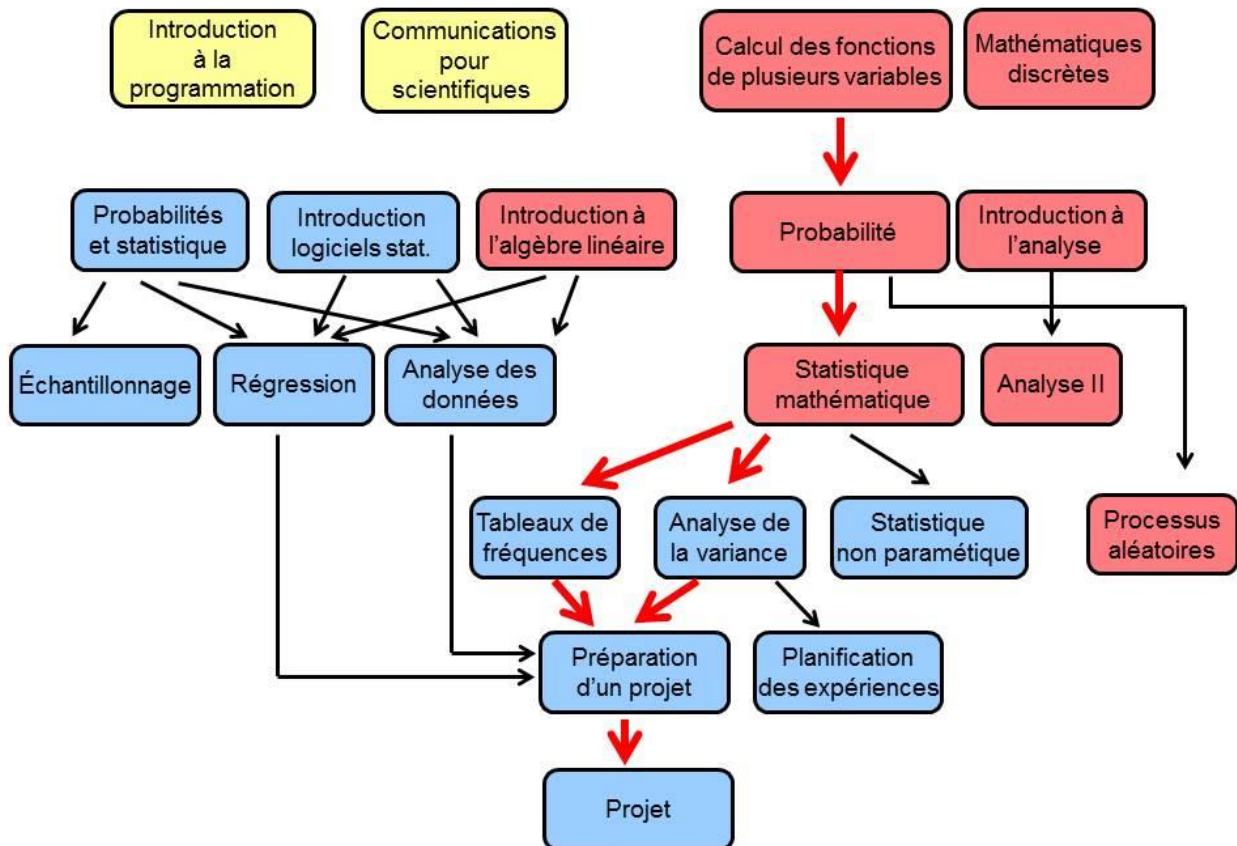 Introduction
à la
programmation
Communications
pour
scientifiques
Calcul des fonctions
de plusieurs variables
Mathématiques
discrètes
Probabilités
et statistique
Introduction
logiciels stat.
Introduction à
l'algèbre linéaire
Probabilité
Introduction à
l'analyse
Échantillonnage
Régression
Analyse des
données
Statistique
mathématique
Analyse II
Tableaux de
fréquences
Analyse de
la variance
Statistique
non paramétique
Processus
aléatoires
Préparation
d'un projet
Planification
des expériences
Projet